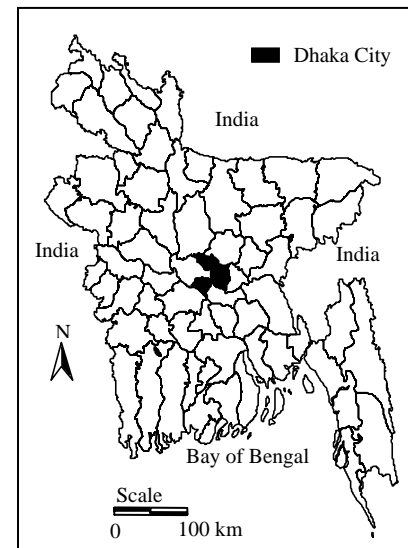 Dhaka City
India
India
India
N
Bay of Bengal
Scale
0 100 km